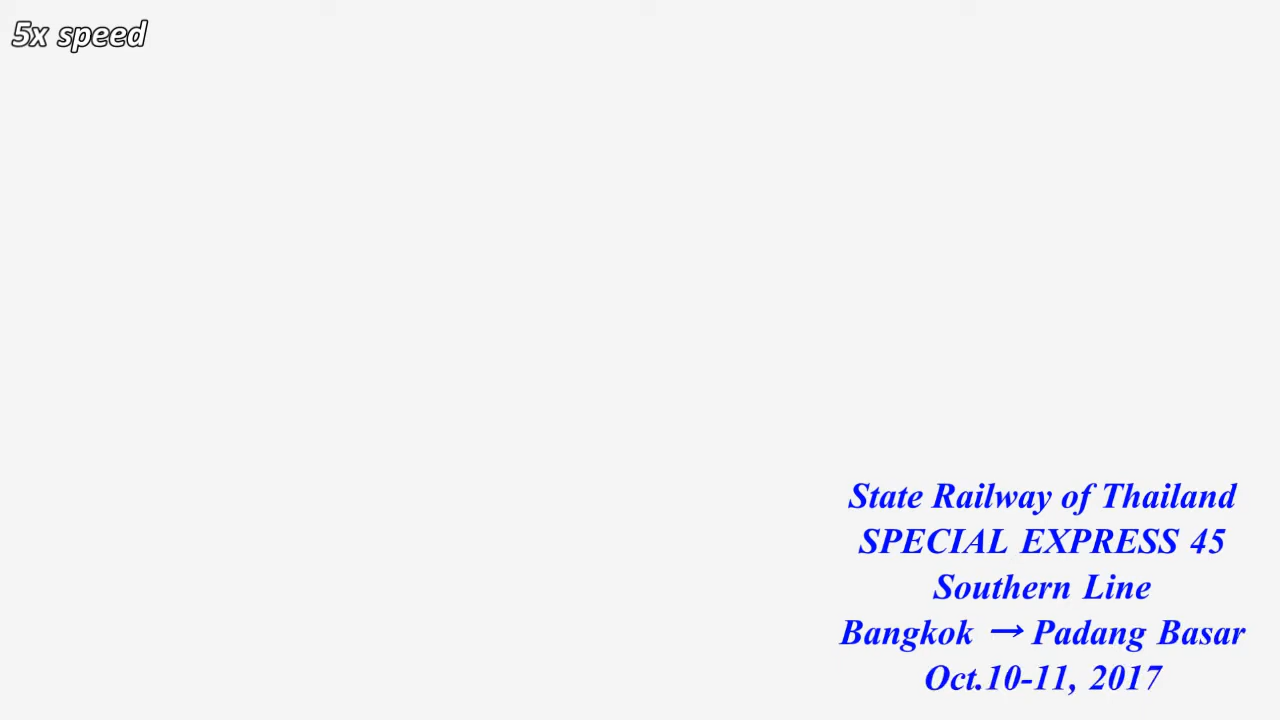 5x speed
State Railway of Thailand
SPECIAL EXPRESS 45
Southern Line
Bangkok → Padang Basar
Oct.10-11, 2017